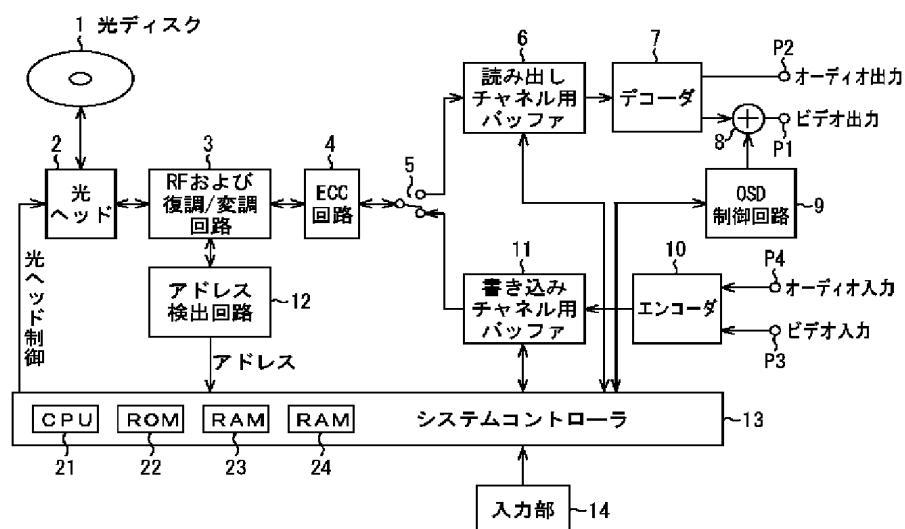 1 光ディスク
2
光
ヘッド
3
RFおよび
復調/変調
回路
4
ECC
回路
5
6
読み出し
チャネル用
バッファ
7
デコーダ
P2
オーディオ出力
8
ビデオ出力
P1
OSD
制御回路
9
10
エンコーダ
P4
オーディオ入力
ビデオ入力
P3
11
書き込み
チャネル用
バッファ
アドレス
検出回路
12
光ヘッド制御
アドレス
CPU
ROM
RAM
RAM
システムコントローラ
13
21
22
23
24
入力部
14